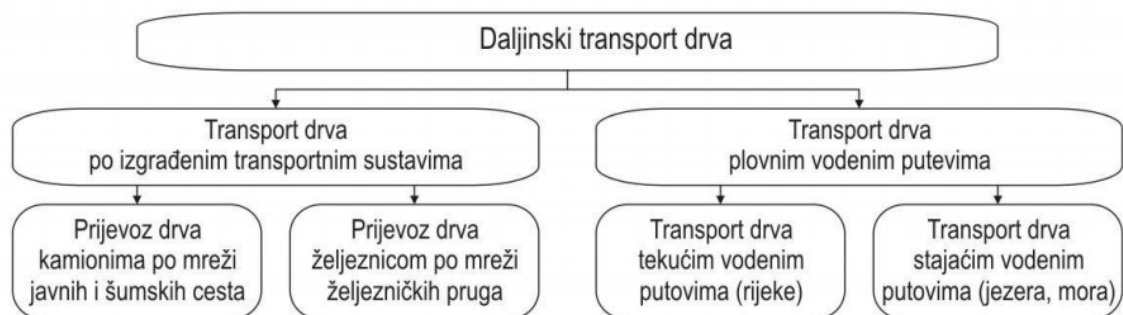 Daljinski transport drva
Transport drva
po izgrađenim transportnim sustavima
Transport drva
plovnim vodenim putevima
Prijevoz drva
kamionima po mreži
javnih i šumskih cesta
Prijevoz drva
željeznicom po mreži
željezničkih pruga
Transport drva
tekućim vodenim
putovima (rijeke)
Transport drva
stajaćim vodenim
putovima (jezera, mora)